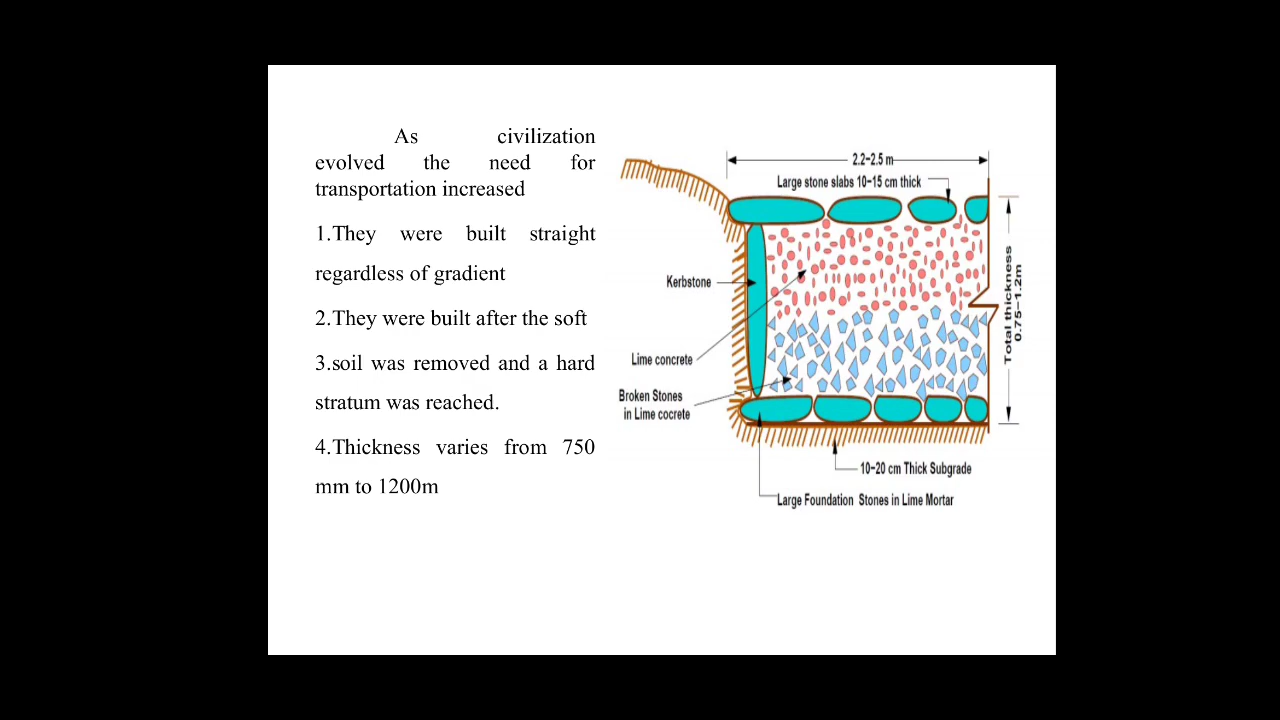 As civilization
evolved the need for
transportation increased
1.They were built straight
regardless of gradient
2.They were built after the soft
3.soil was removed and a hard
stratum was reached.
4.Thickness varies from 750
mm to 1200m
2.2-2.5 m
Large stone slabs 10-15 cm thick
Kerbstone
Lime concrete
Broken Stones
in Lime cocrete
Total thickness
0.75-1.2m
10-20 cm Thick Subgrade
Large Foundation Stones in Lime Mortar